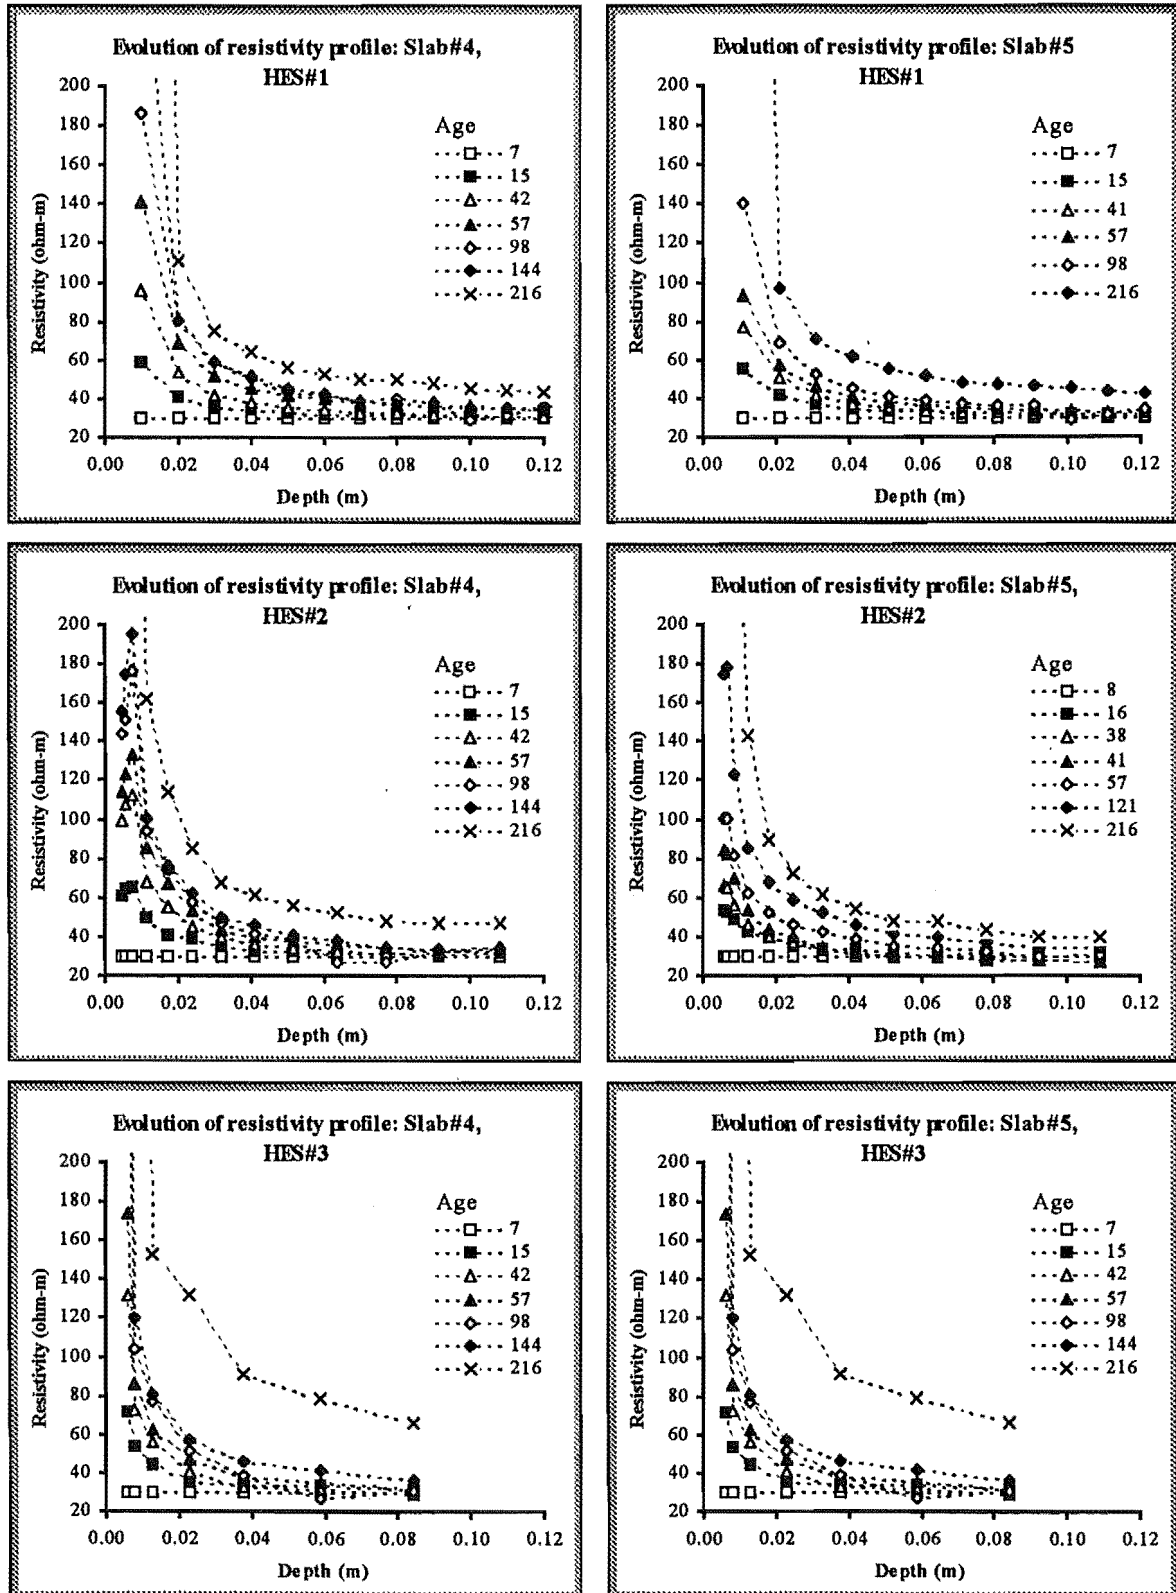 Evolution of resistivity profile: Slab#4,
HES#1
Resistivity (ohm-m)
200
180
160
140
120
100
80
60
40
20
0.00 0.02 0.04 0.06 0.08 0.10 0.12
Depth (m)
Age
7
15
42
57
98
144
216
Evolution of resistivity profile: Slab#5
HES#1
Resistivity (ohm-m)
200
180
160
140
120
100
80
60
40
20
0.00 0.02 0.04 0.06 0.08 0.10 0.12
Depth (m)
Age
7
15
41
57
98
216
Evolution of resistivity profile: Slab#4,
HES#2
Resistivity (ohm-m)
200
180
160
140
120
100
80
60
40
20
0.00 0.02 0.04 0.06 0.08 0.10 0.12
Depth (m)
Age
7
15
42
57
98
144
216
Evolution of resistivity profile: Slab#5,
HES#2
Resistivity (ohm-m)
200
180
160
140
120
100
80
60
40
20
0.00 0.02 0.04 0.06 0.08 0.10 0.12
Depth (m)
Age
8
16
38
41
57
121
216
Evolution of resistivity profile: Slab#4,
HES#3
Resistivity (ohm-m)
200
180
160
140
120
100
80
60
40
20
0.00 0.02 0.04 0.06 0.08 0.10 0.12
Depth (m)
Age
7
15
42
57
98
144
216
Evolution of resistivity profile: Slab#5,
HES#3
Resistivity (ohm-m)
200
180
160
140
120
100
80
60
40
20
0.00 0.02 0.04 0.06 0.08 0.10 0.12
Depth (m)
Age
7
15
42
57
98
144
216